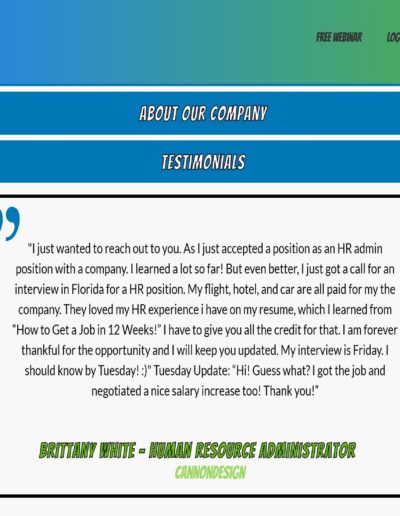 FREE WEBINAR
ABOUT OUR COMPANY
TESTIMONIALS
"I just wanted to reach out to you. As I just accepted a position as an HR admin
position with a company. I learned a lot so far! But even better, I just got a call for an
interview in Florida for a HR position. My flight, hotel, and car are all paid for my the
company. They loved my HR experience i have on my resume, which I learned from
“How to Get a Job in 12 Weeks!” I have to give you all the credit for that. I am forever
thankful for the opportunity and I will keep you updated. My interview is Friday. I
should know by Tuesday! :)” Tuesday Update: “Hi! Guess what? I got the job and
negotiated a nice salary increase too! Thank you!”
BRITTANY WHITE - HUMAN RESOURCE ADMINISTRATOR
CANNONDESIGN